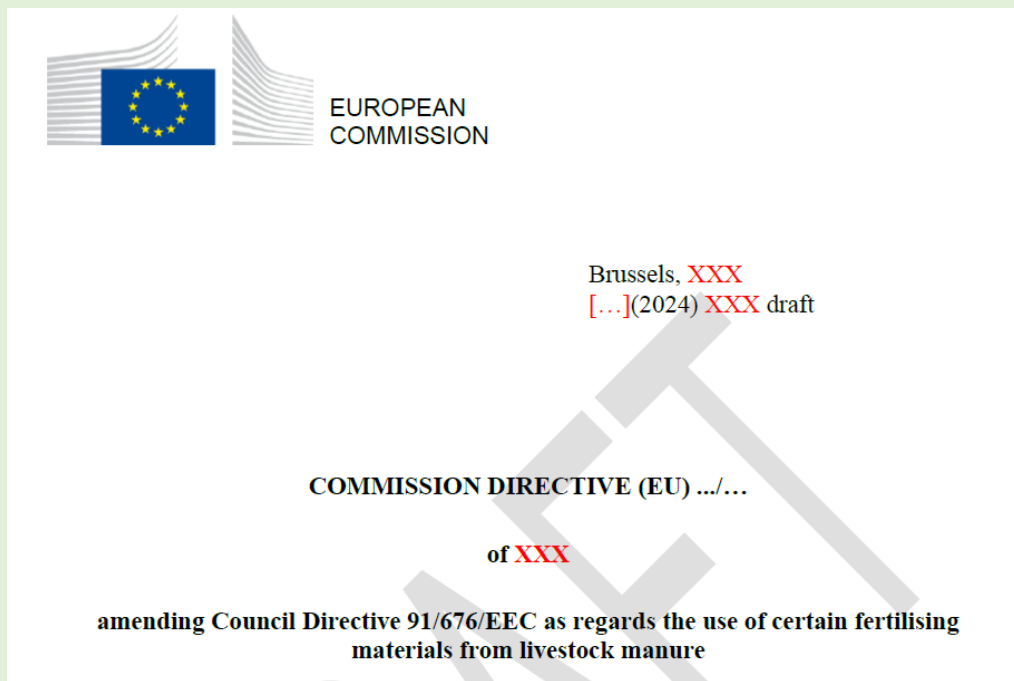 EUROPEAN
COMMISSION
Brussels, XXX
[…](2024) XXX draft
COMMISSION DIRECTIVE (EU) .../…
of XXX
amending Council Directive 91/676/EEC as regards the use of certain fertilising
materials from livestock manure